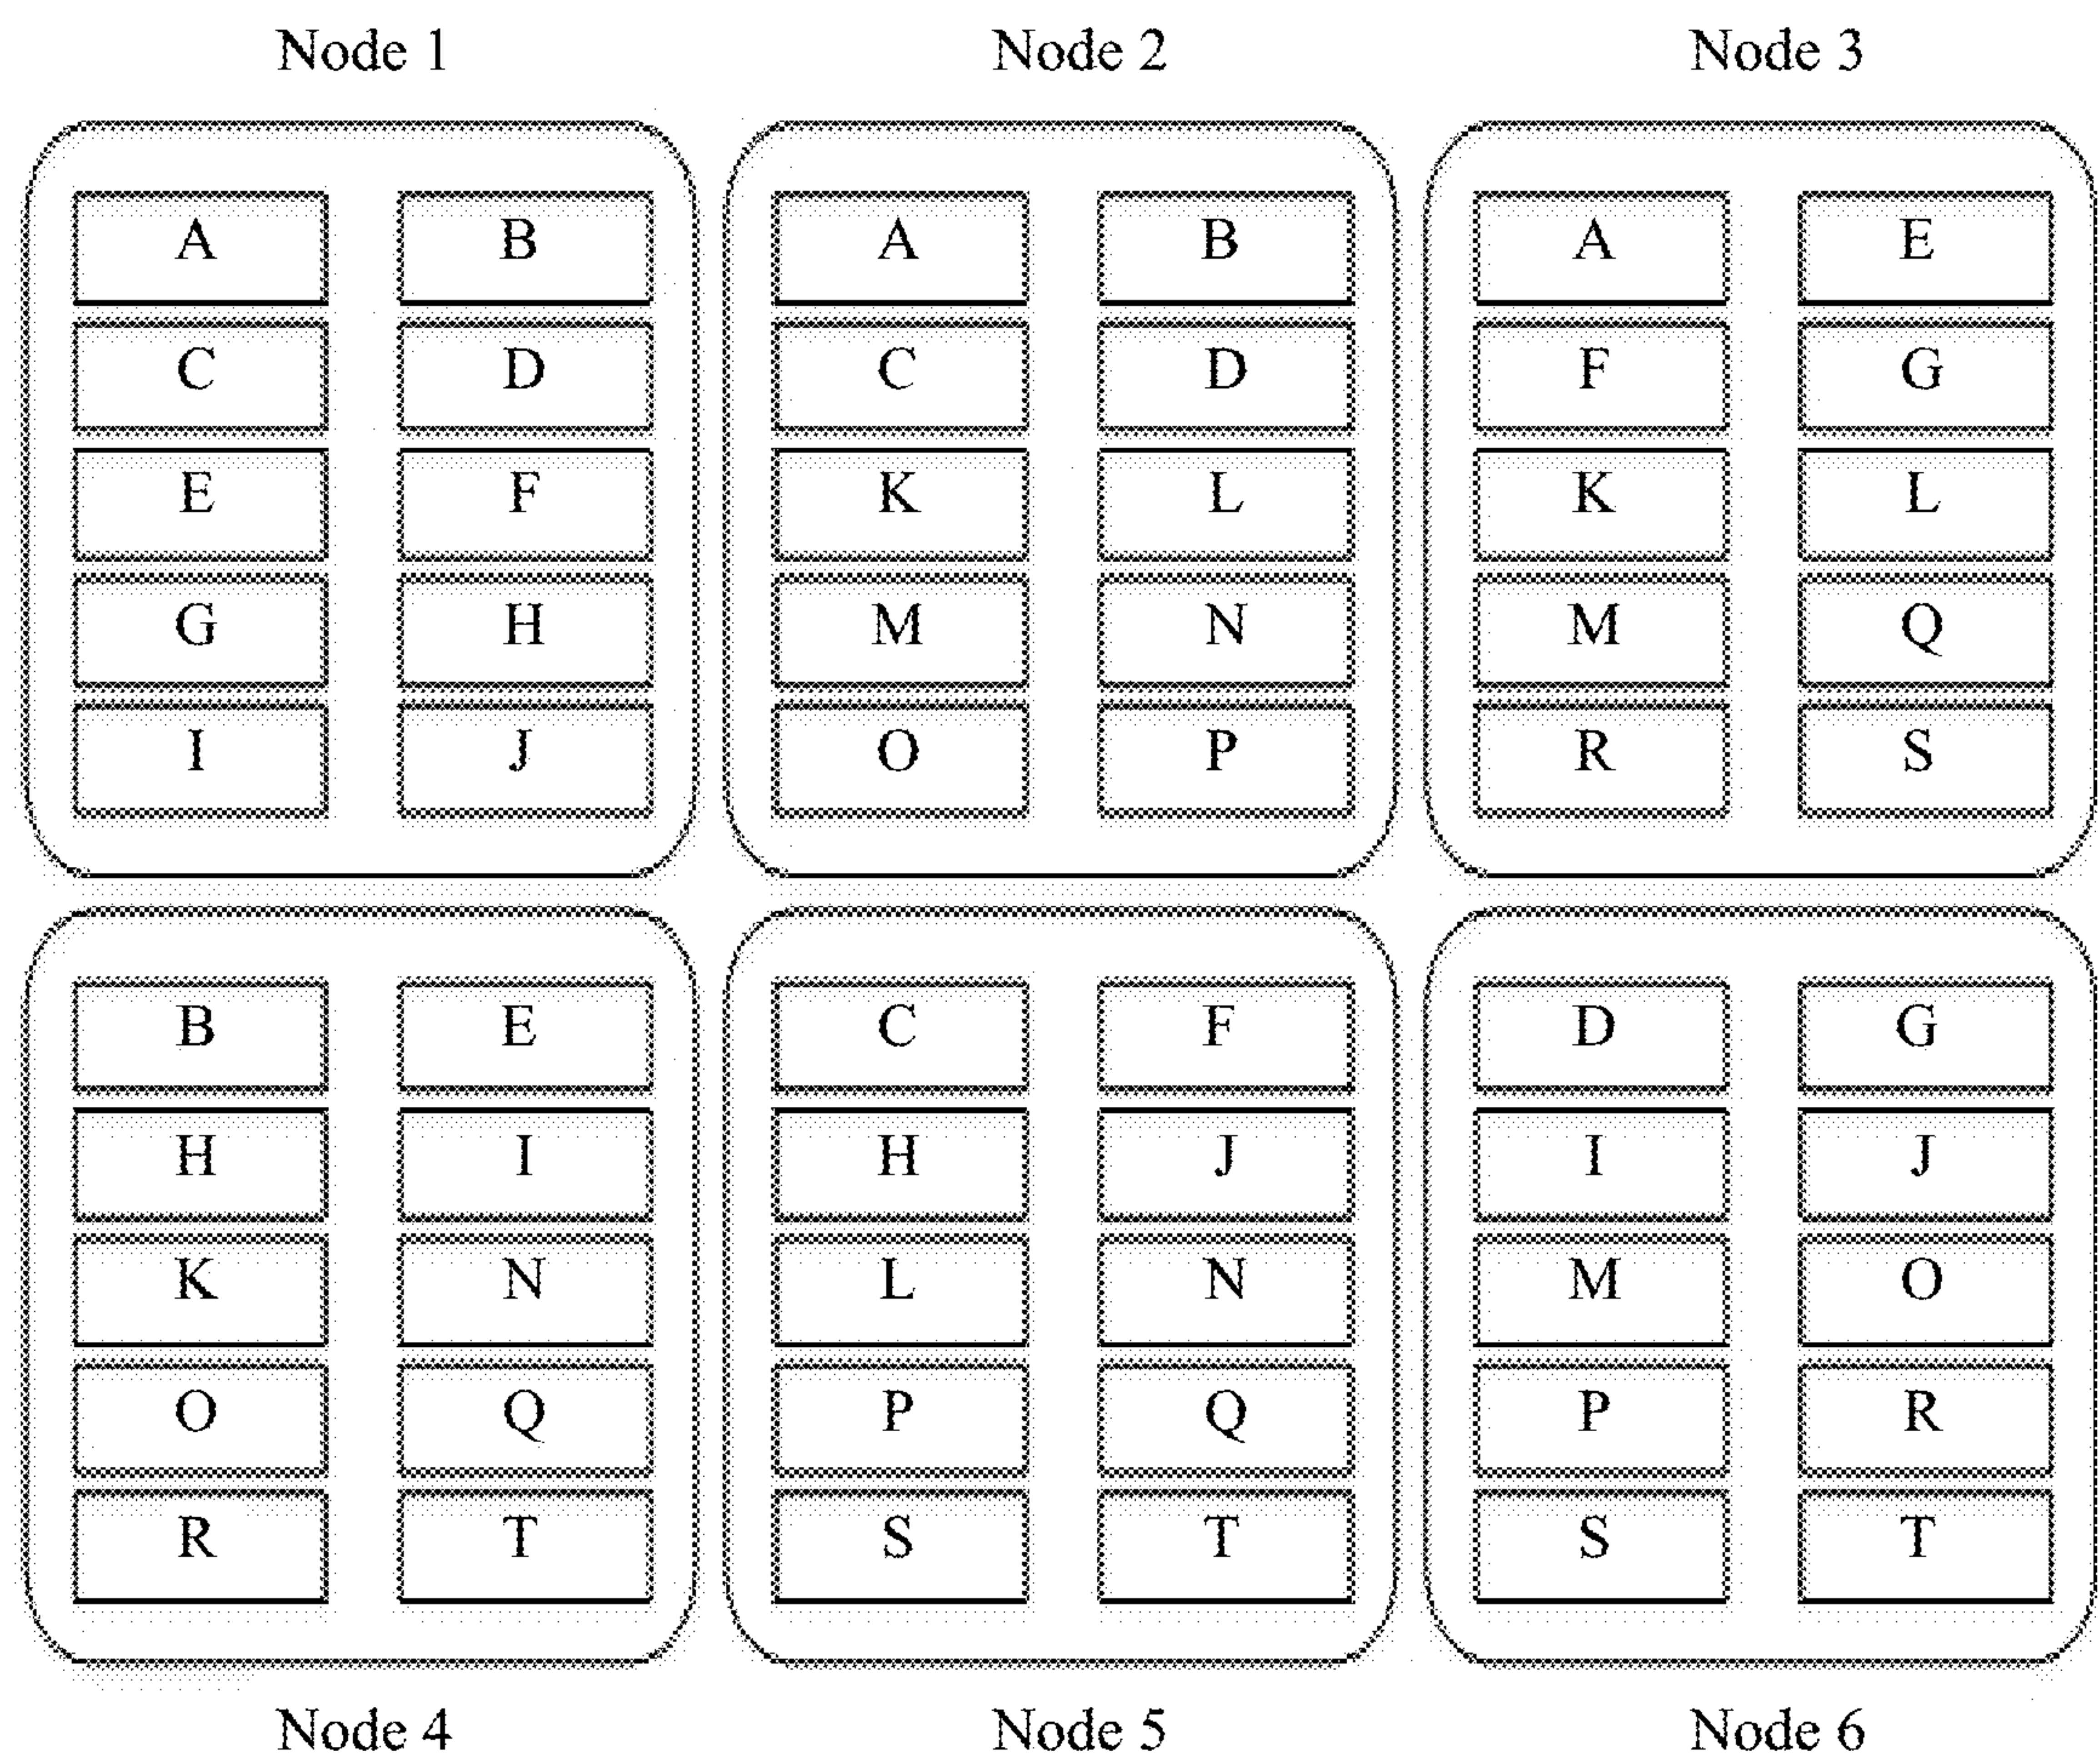 Node 1 Node 2 Node 3
A B A B A E
C D C D F G
E F K L K L
G H M N M Q
I J O P R S
B E C F D G
H I H J I J
K N L N M O
O Q P Q P R
R T S T S T
Node 4 Node 5 Node 6